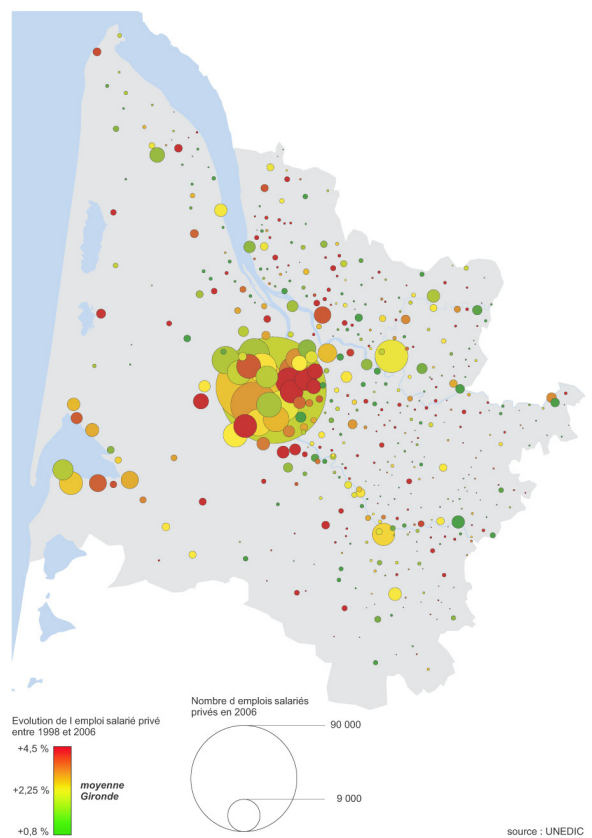 Evolution de l emploi salarié privé
entre 1998 et 2006
+4,5 %
+2,25 %
+0,8 %
moyenne
Gironde
Nombre d emplois salariés
privés en 2006
90 000
9 000
source : UNEDIC